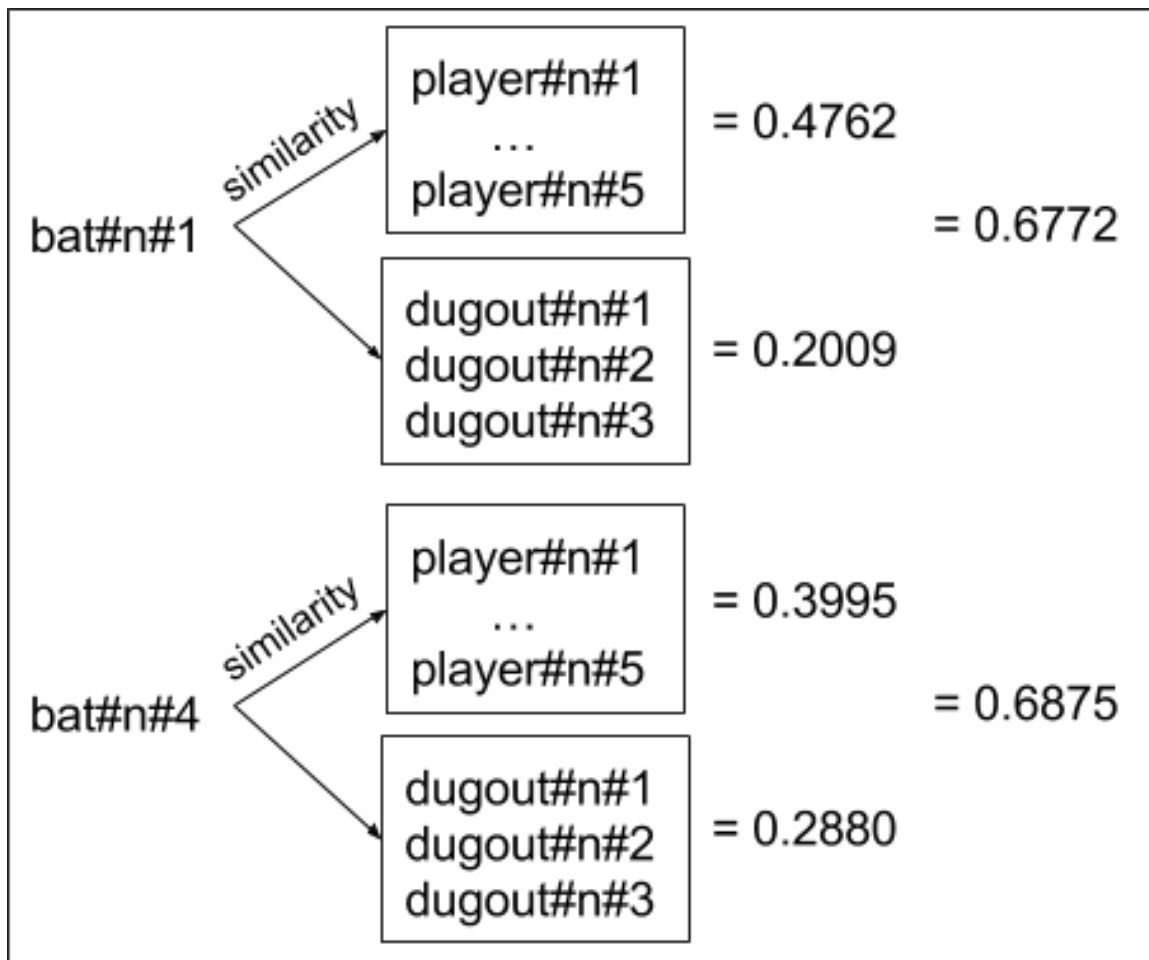 player#n#1
…
player#n#5
= 0.4762
similarity
bat#n#1
= 0.6772
dugout#n#1
dugout#n#2
dugout#n#3
= 0.2009
player#n#1
…
player#n#5
= 0.3995
similarity
bat#n#4
= 0.6875
dugout#n#1
dugout#n#2
dugout#n#3
= 0.2880